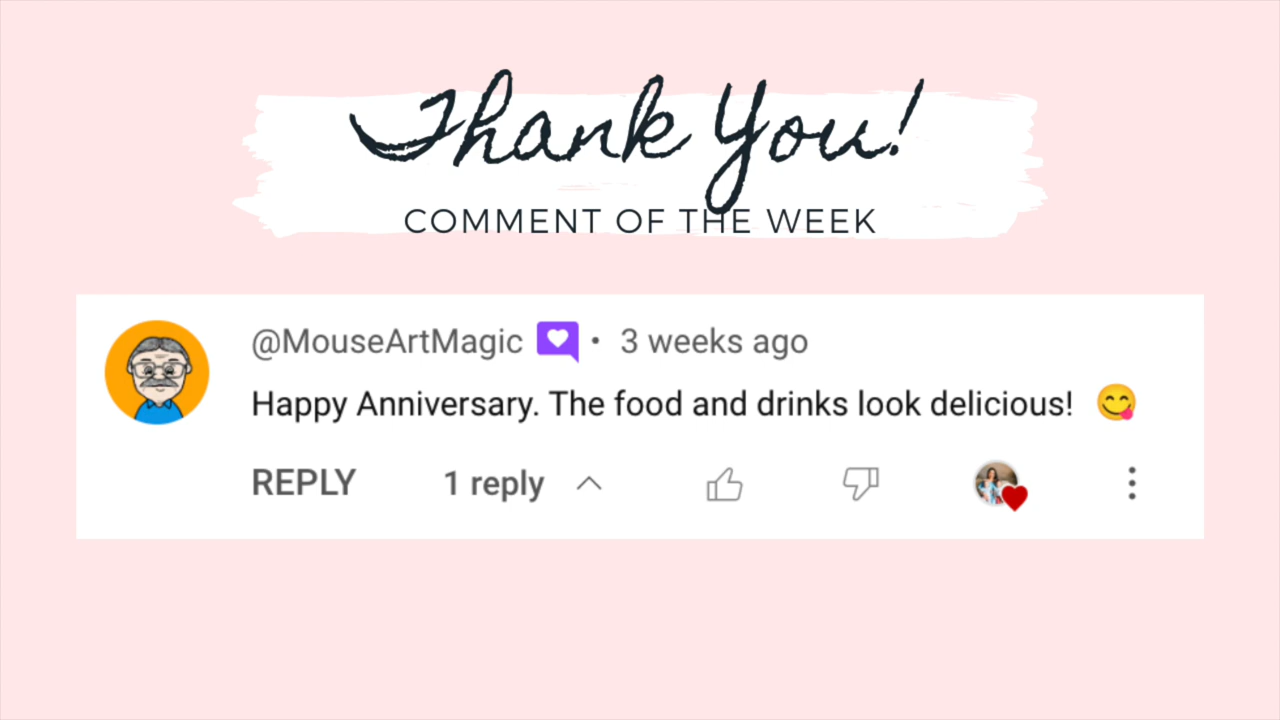 Thank You!
COMMENT OF THE WEEK
@MouseArtMagic • 3 weeks ago
Happy Anniversary. The food and drinks look delicious! 😋
REPLY 1 reply